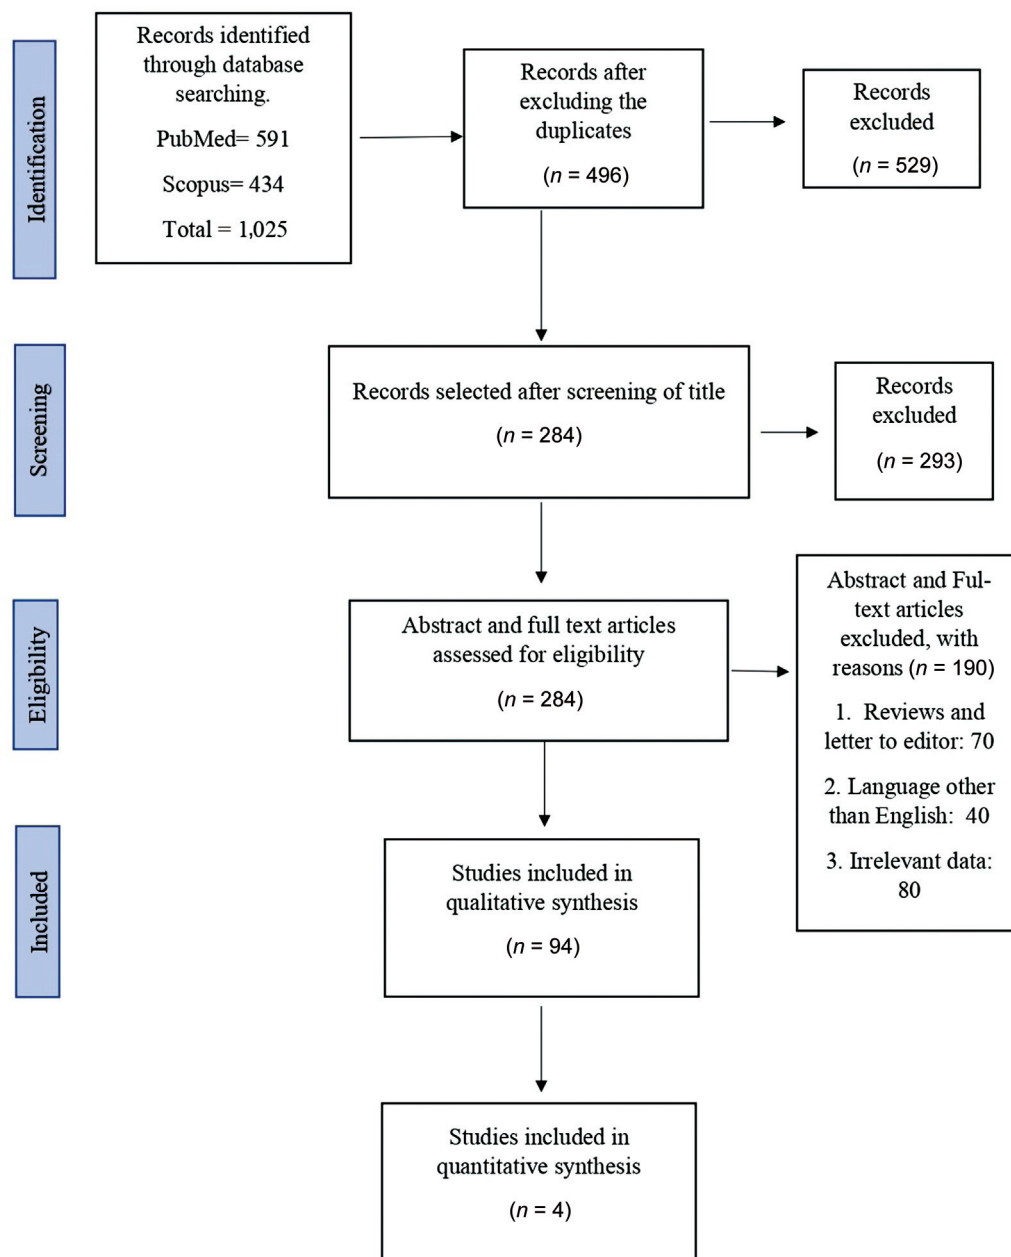 Identification
Records identified
through database
searching.
PubMed= 591
Scopus= 434
Total = 1,025
Records after
excluding the
duplicates
(n = 496)
Records
excluded
(n = 529)
Screening
Records selected after screening of title
(n = 284)
Records
excluded
(n = 293)
Eligibility
Abstract and full text articles
assessed for eligibility
(n = 284)
Abstract and Ful-
text articles
excluded, with
reasons (n = 190)
1. Reviews and
letter to editor: 70
2. Language other
than English: 40
3. Irrelevant data:
80
Included
Studies included in
qualitative synthesis
(n = 94)
Studies included in
quantitative synthesis
(n = 4)